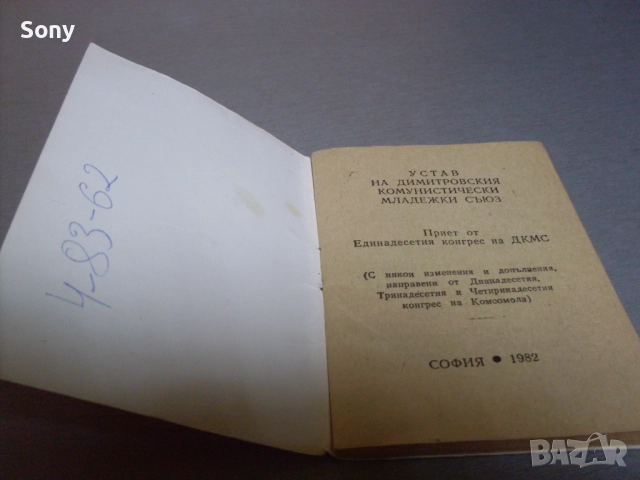 Sony
4-83-62
УСТАВ
НА ДИМИТРОВСКИЯ
КОМУНИСТИЧЕСКИ
МЛАДЕЖКИ СЪЮЗ
Приет от
Единадесетия конгрес на ДКМС
(С някои изменения и допълнения,
направени от Дванадесетия,
Тринадесетия и Четиринадесетия
конгрес на Комсомола)
СОФИЯ • 1982
BAZAR